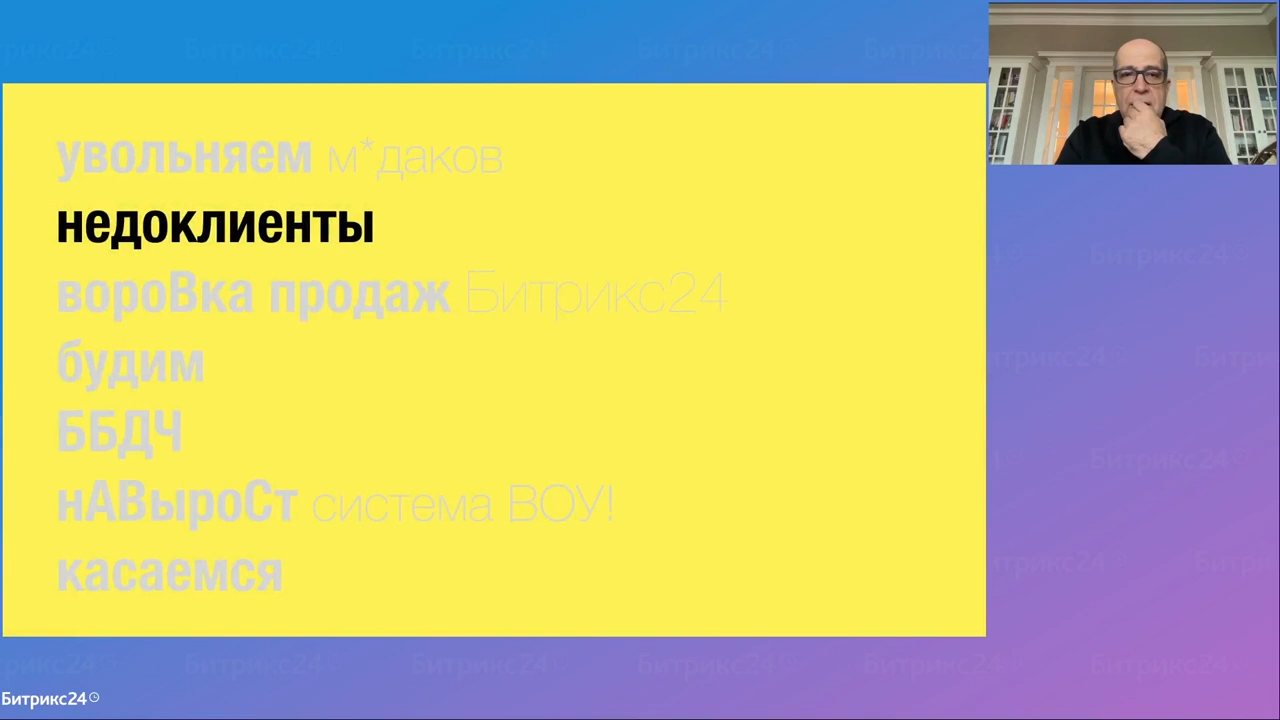 увольняем м*даков
недоклиенты
вороВка продаж Битрикс24
будим
ББДЧ
нАВыроСт система ВОУ!
касаемся
Битрикс24